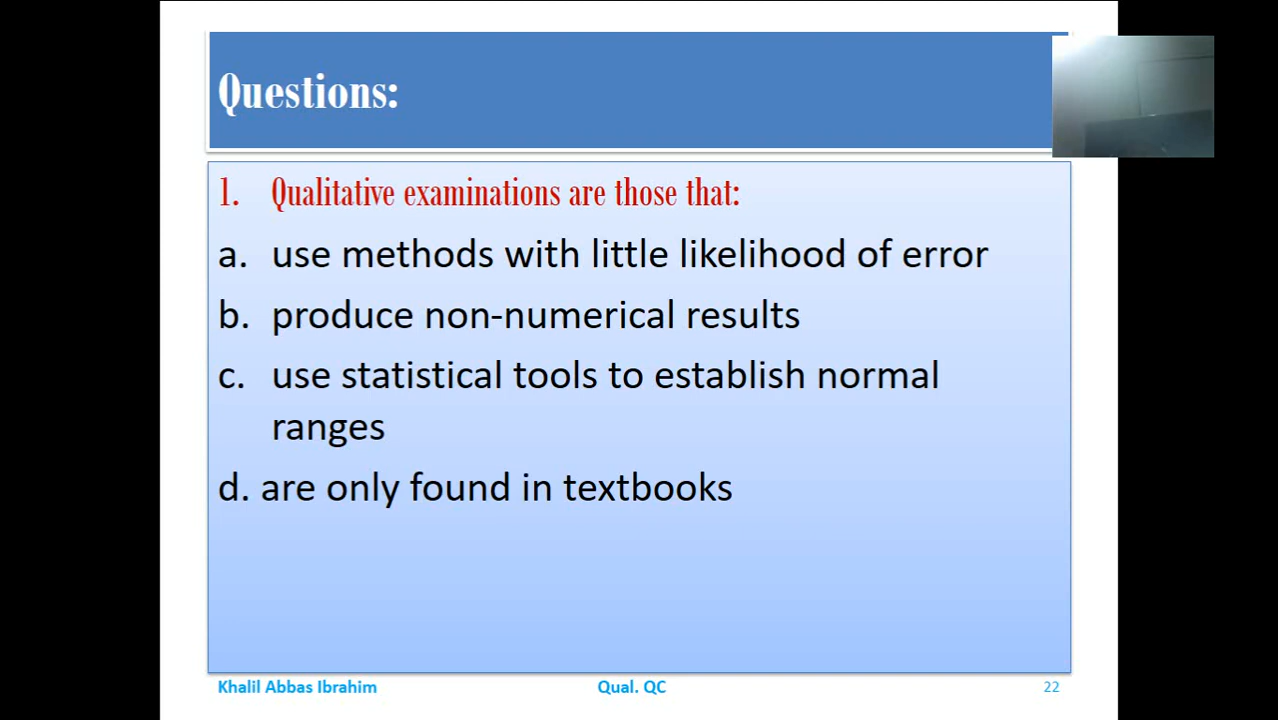 Questions:
1. Qualitative examinations are those that:
a. use methods with little likelihood of error
b. produce non-numerical results
c. use statistical tools to establish normal
ranges
d. are only found in textbooks
Khalil Abbas Ibrahim Qual. QC 22